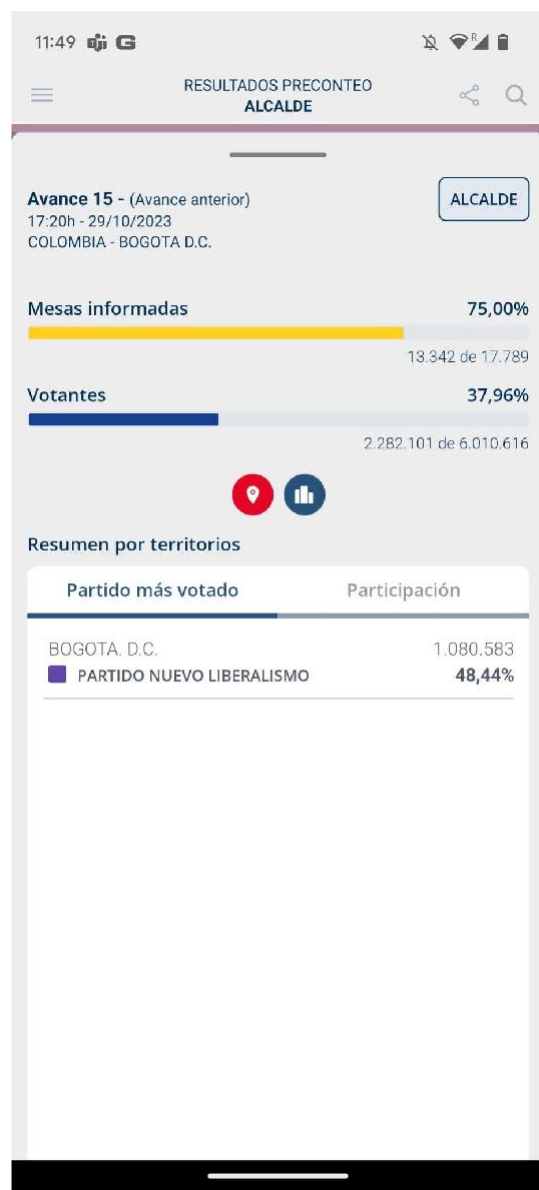 11:49 G
R
RESULTADOS PRECONTEO
ALCALDE
Avance 15 - (Avance anterior)
17:20h - 29/10/2023
COLOMBIA - BOGOTA D.C.
ALCALDE
Mesas informadas 75,00%
13.342 de 17.789
Votantes 37,96%
2.282.101 de 6.010.616
Resumen por territorios
Partido más votado Participación
BOGOTA. D.C. 1.080.583
PARTIDO NUEVO LIBERALISMO 48,44%